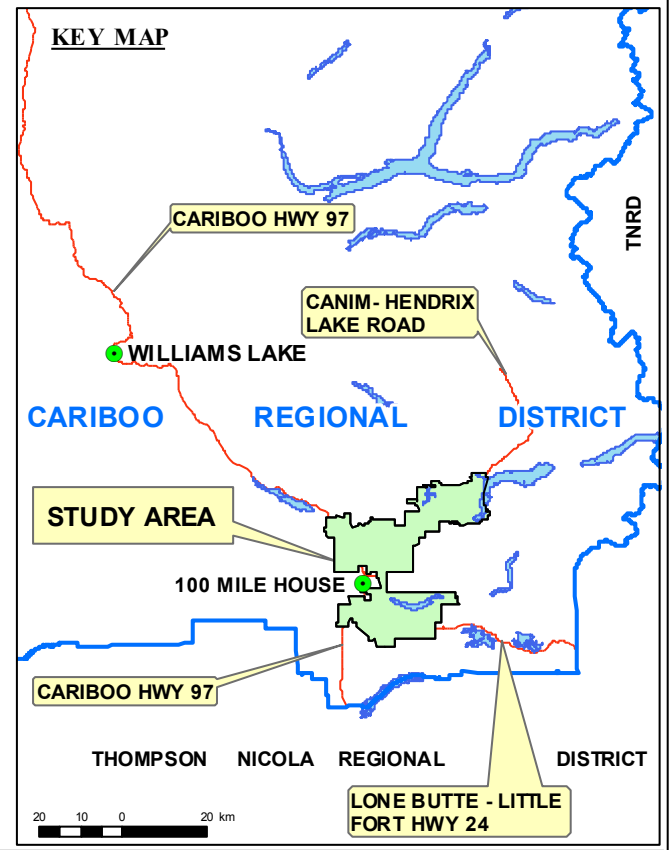 KEY MAP
TNRD
CARIBOO HWY 97
CANIM- HENDRIX
LAKE ROAD
WILLIAMS LAKE
CARIBOO REGIONAL DISTRICT
STUDY AREA
100 MILE HOUSE
CARIBOO HWY 97
THOMPSON NICOLA REGIONAL DISTRICT
LONE BUTTE - LITTLE
FORT HWY 24
20 10 0 20 km